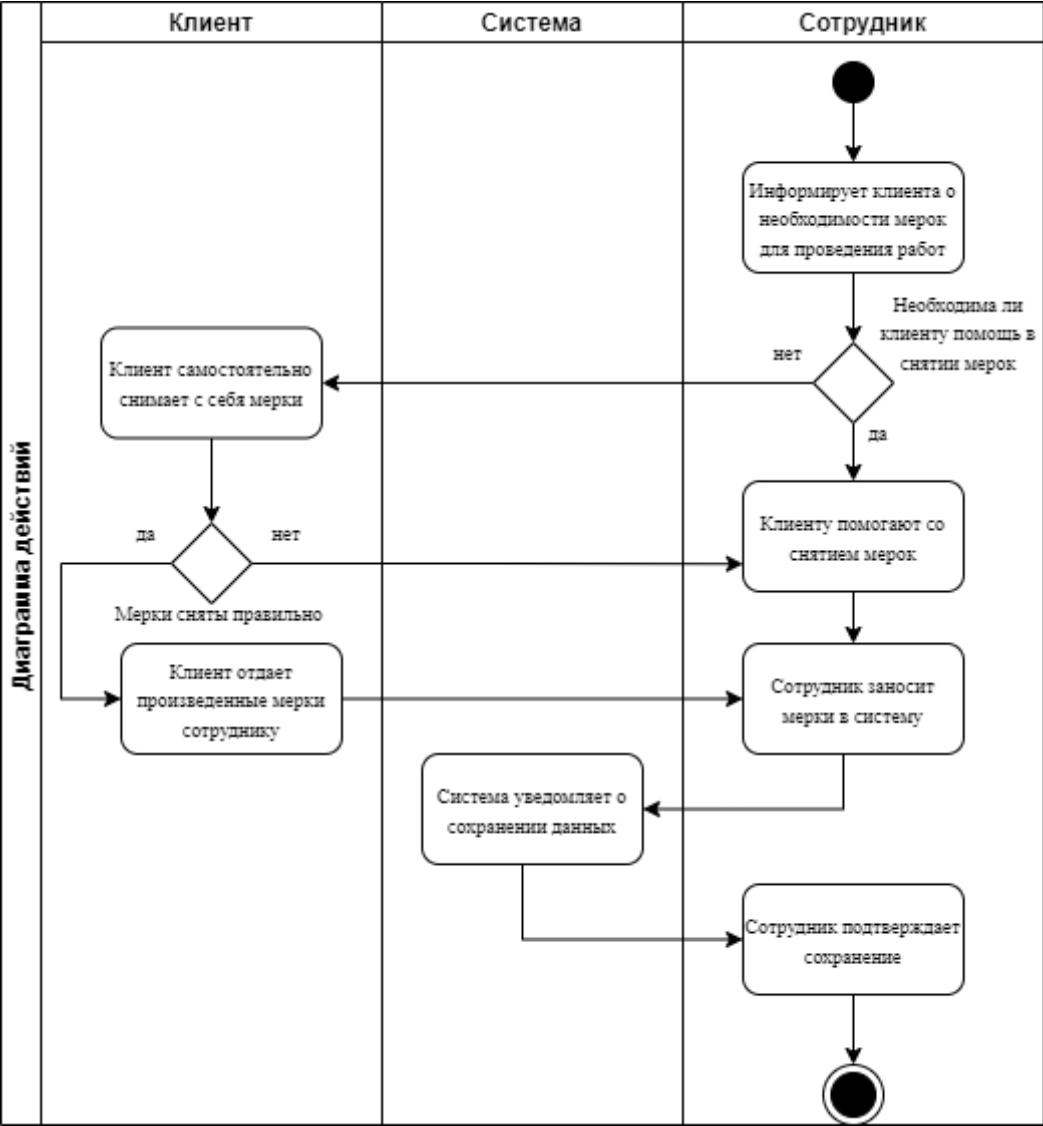 Клиент
Система
Сотрудник
Диаграмма действий
Информирует клиента о
необходимости мерок
для проведения работ
Необходима ли
клиенту помощь в
снятии мерок
нет
да
Клиент самостоятельно
снимает с себя мерки
да
нет
Мерки сняты правильно
Клиенту помогают со
снятием мерок
Клиент отдает
произведенные мерки
сотруднику
Сотрудник заносит
мерки в систему
Система уведомляет о
сохранении данных
Сотрудник подтверждает
сохранение